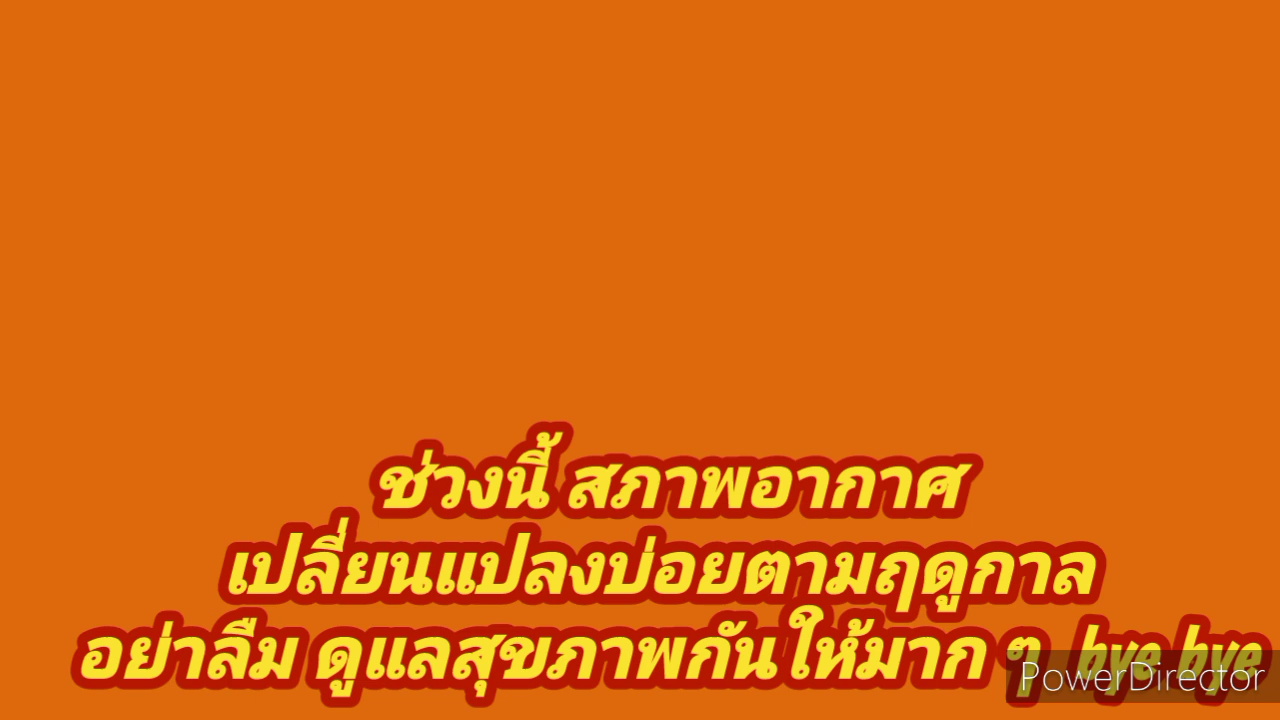 ช่วงนี้ สภาพอากาศ
เปลี่ยนแปลงบ่อยตามฤดูกาล
อย่าลืม ดูแลสุขภาพกันให้มาก ๆ bye bye
PowerDirector